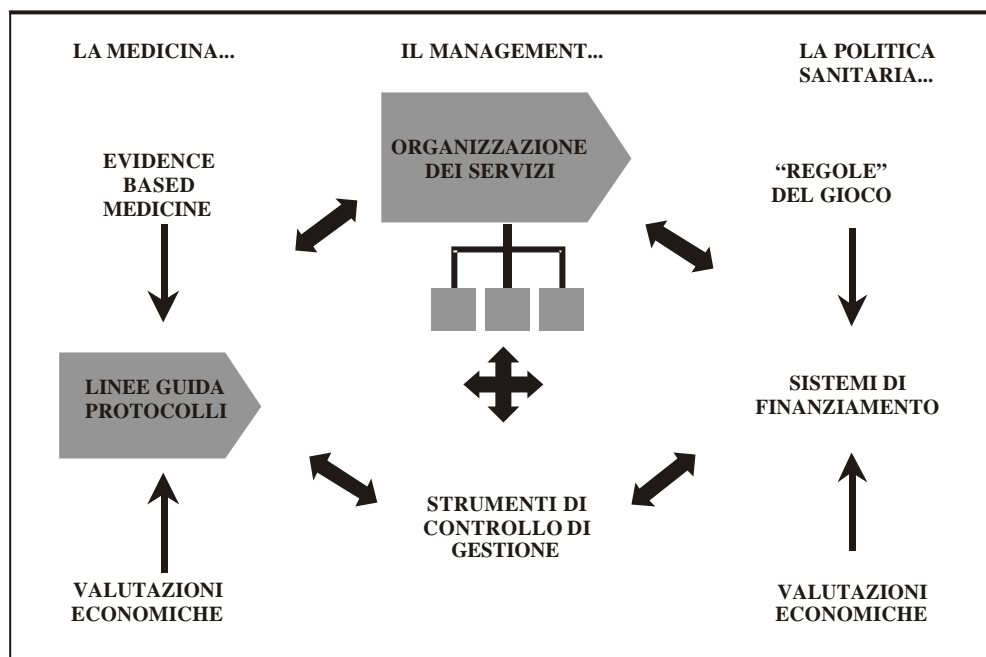 LA MEDICINA...
IL MANAGEMENT...
LA POLITICA
SANITARIA...
ORGANIZZAZIONE
DEI SERVIZI
EVIDENCE
BASED
MEDICINE
“REGOLE”
DEL GIOCO
LINEE GUIDA
PROTOCOLLI
SISTEMI DI
FINANZIAMENTO
STRUMENTI DI
CONTROLLO DI
GESTIONE
VALUTAZIONI
ECONOMICHE
VALUTAZIONI
ECONOMICHE